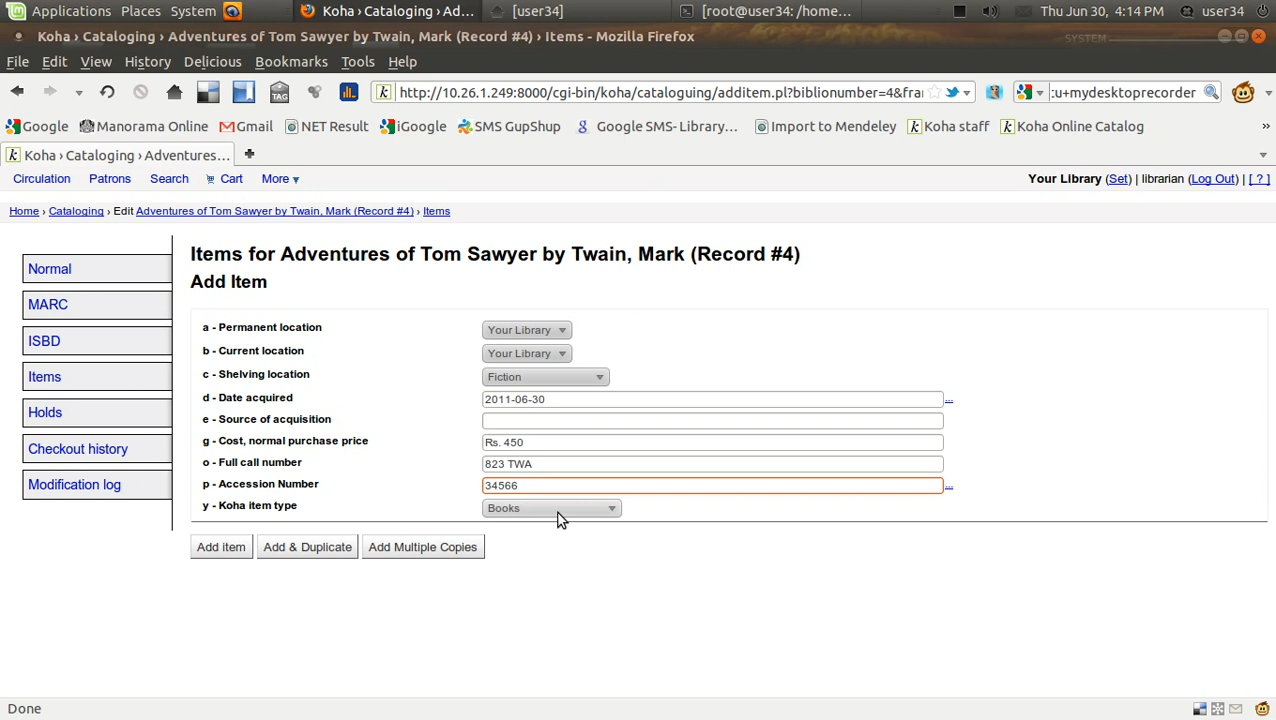 Applications Places System Koha › Cataloging › Ad... [user34] [root@user34: /home... Thu Jun 30, 4:14 PM user34
Koha › Cataloging › Adventures of Tom Sawyer by Twain, Mark (Record #4) › Items - Mozilla Firefox SYSTEM
File Edit View History Delicious Bookmarks Tools Help
TAG k http://10.26.1.249:8000/cgi-bin/koha/cataloguing/additem.pl?biblionumber=4&frar :u+mydesktoprecorder
Google Manorama Online Gmail NET Result iGoogle SMS GupShup Google SMS- Library... Import to Mendeley k Koha staff k Koha Online Catalog »
k Koha › Cataloging › Adventures...
Circulation Patrons Search Cart More ▼ Your Library (Set) | librarian (Log Out) | [ ? ]
Home › Cataloging › Edit Adventures of Tom Sawyer by Twain, Mark (Record #4) › Items
Normal
MARC
ISBD
Items
Holds
Checkout history
Modification log
Items for Adventures of Tom Sawyer by Twain, Mark (Record #4)
Add Item
a - Permanent location Your Library
b - Current location Your Library
c - Shelving location Fiction
d - Date acquired 2011-06-30 ...
e - Source of acquisition
g - Cost, normal purchase price Rs. 450
o - Full call number 823 TWA
p - Accession Number 34566 ...
y - Koha item type Books
Add item Add & Duplicate Add Multiple Copies
Done